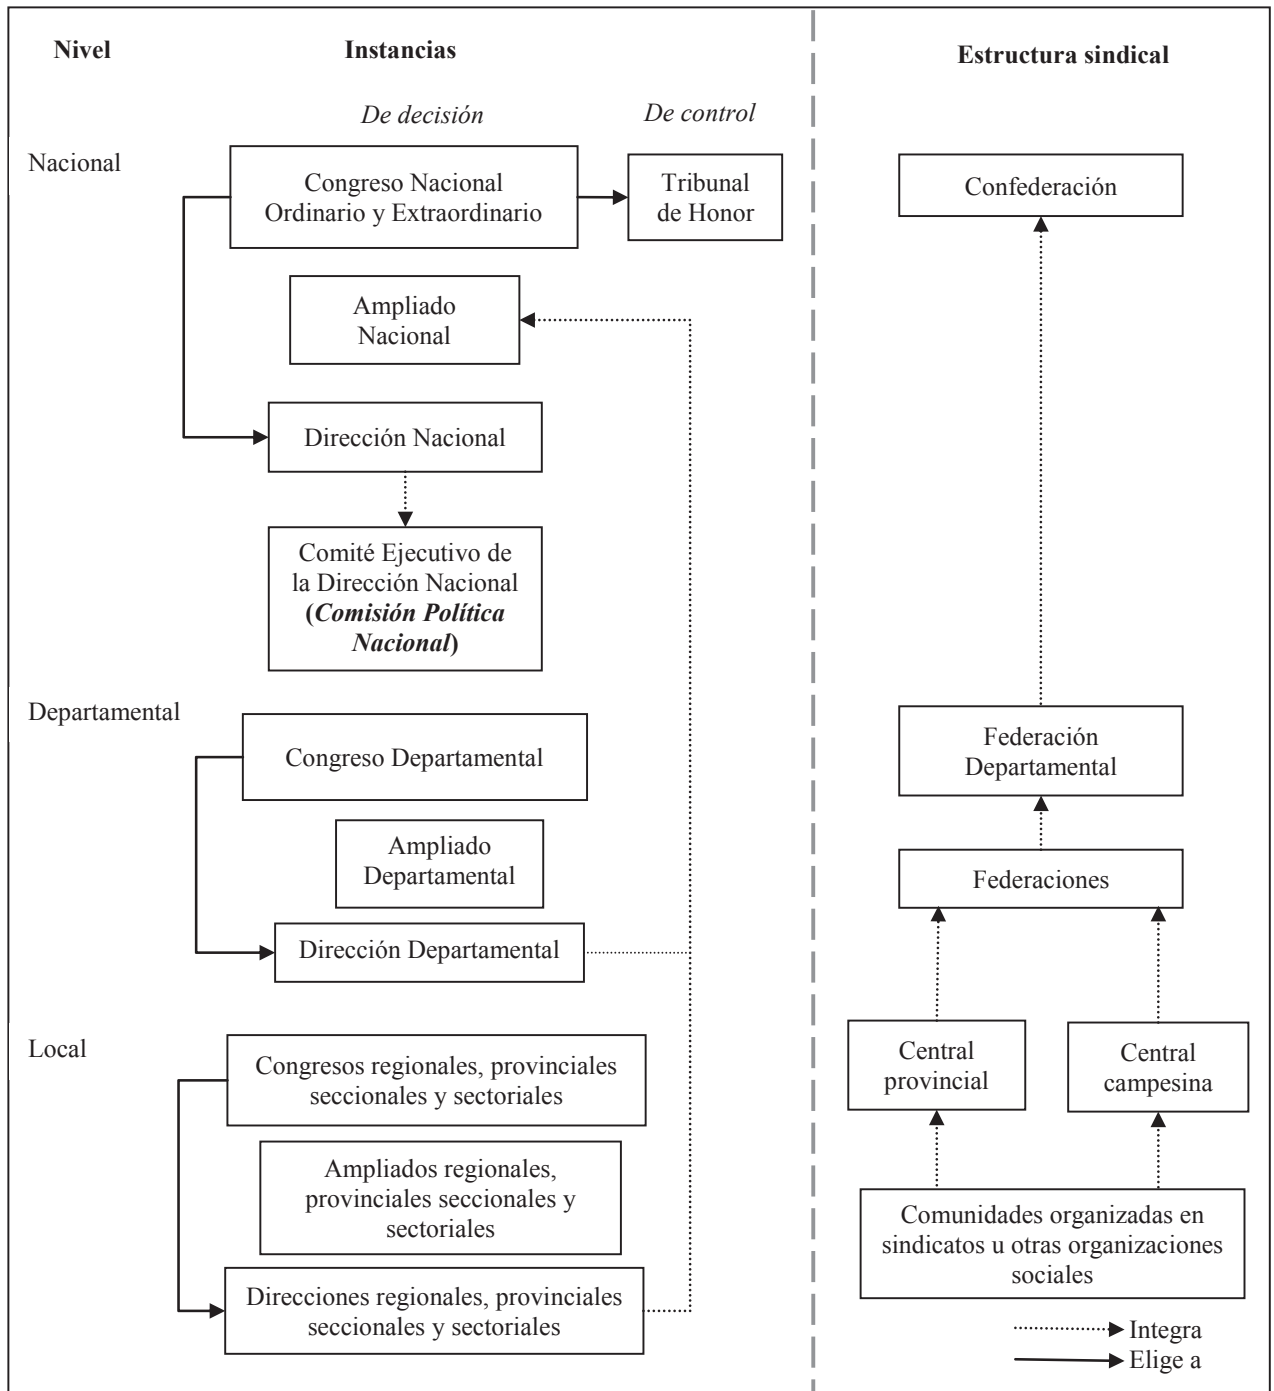 Nivel
Instancias
Estructura sindical
De decisión
De control
Nacional
Congreso Nacional
Ordinario y Extraordinario
Tribunal
de Honor
Confederación
Ampliado
Nacional
Dirección Nacional
Comité Ejecutivo de
la Dirección Nacional
(Comisión Política
Nacional)
Departamental
Congreso Departamental
Federación
Departamental
Ampliado
Departamental
Federaciones
Dirección Departamental
Local
Congresos regionales, provinciales
seccionales y sectoriales
Central
provincial
Central
campesina
Ampliados regionales,
provinciales seccionales y
sectoriales
Comunidades organizadas en
sindicatos u otras organizaciones
sociales
Direcciones regionales, provinciales
seccionales y sectoriales
Integra
Elige a